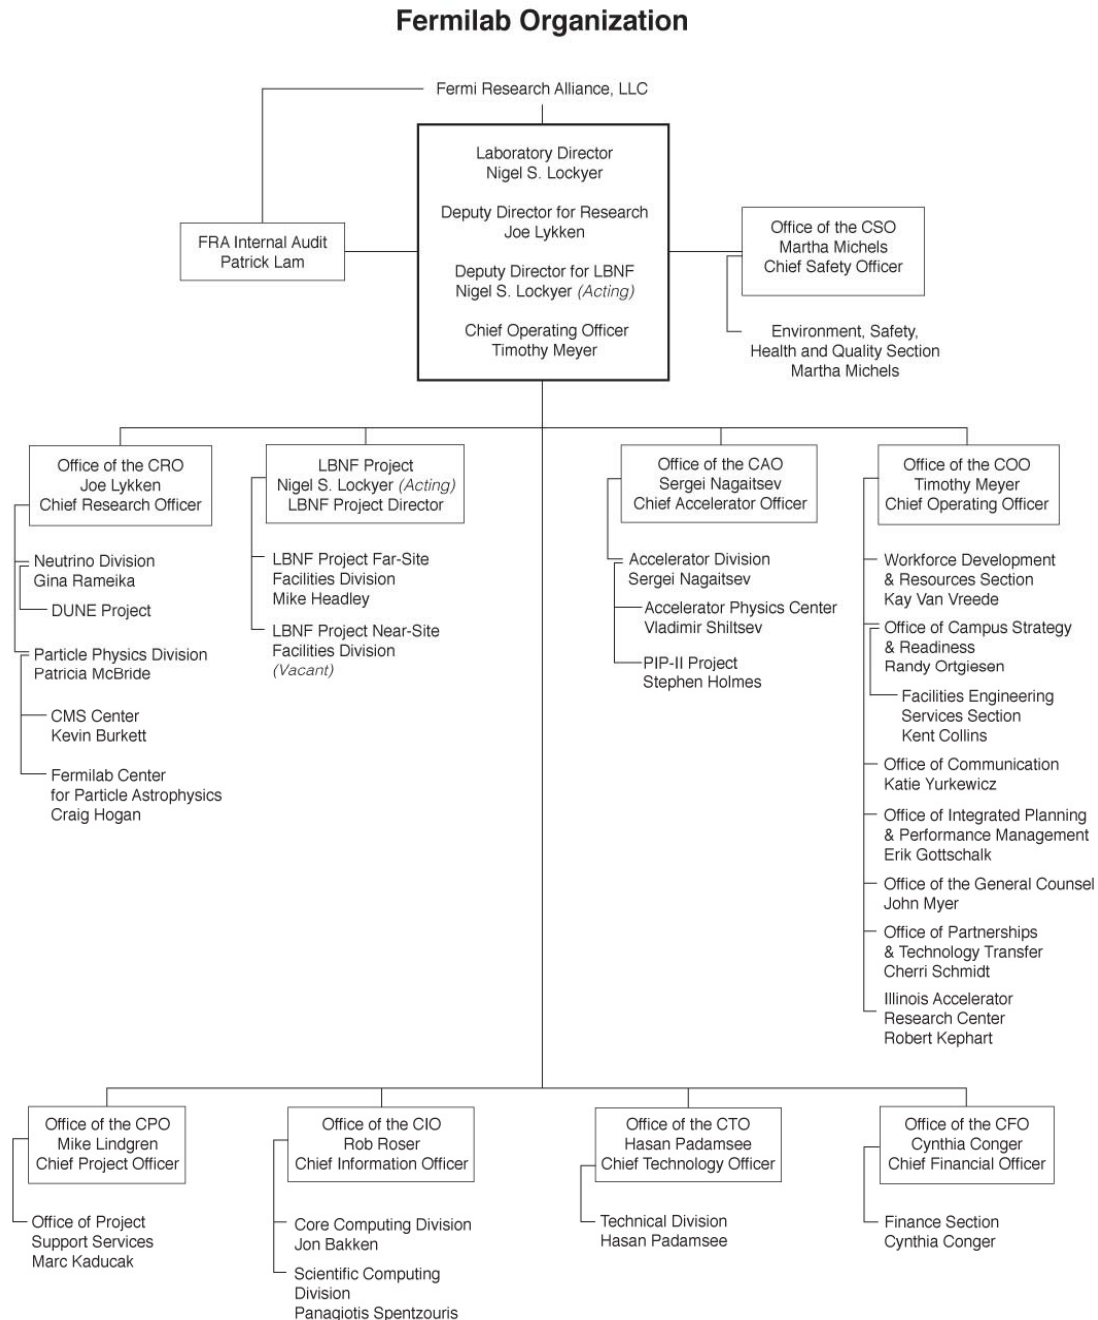 Fermilab Organization
Fermi Research Alliance, LLC
Laboratory Director
Nigel S. Lockyer
Deputy Director for Research
Joe Lykken
Deputy Director for LBNF
Nigel S. Lockyer (Acting)
Chief Operating Officer
Timothy Meyer
FRA Internal Audit
Patrick Lam
Office of the CSO
Martha Michels
Chief Safety Officer
Environment, Safety,
Health and Quality Section
Martha Michels
Office of the CRO
Joe Lykken
Chief Research Officer
Neutrino Division
Gina Rameika
DUNE Project
Particle Physics Division
Patricia McBride
CMS Center
Kevin Burkett
Fermilab Center
for Particle Astrophysics
Craig Hogan
LBNF Project
Nigel S. Lockyer (Acting)
LBNF Project Director
LBNF Project Far-Site
Facilities Division
Mike Headley
LBNF Project Near-Site
Facilities Division
(Vacant)
Office of the CAO
Sergei Nagaitsev
Chief Accelerator Officer
Accelerator Division
Sergei Nagaitsev
Accelerator Physics Center
Vladimir Shiltsev
PIP-II Project
Stephen Holmes
Office of the COO
Timothy Meyer
Chief Operating Officer
Workforce Development
& Resources Section
Kay Van Vreede
Office of Campus Strategy
& Readiness
Randy Ortgiesen
Facilities Engineering
Services Section
Kent Collins
Office of Communication
Katie Yurkewicz
Office of Integrated Planning
& Performance Management
Erik Gottschalk
Office of the General Counsel
John Myer
Office of Partnerships
& Technology Transfer
Cherri Schmidt
Illinois Accelerator
Research Center
Robert Kephart
Office of the CPO
Mike Lindgren
Chief Project Officer
Office of Project
Support Services
Marc Kaducak
Office of the CIO
Rob Roser
Chief Information Officer
Core Computing Division
Jon Bakken
Scientific Computing
Division
Panagiotis Spentzouris
Office of the CTO
Hasan Padamsee
Chief Technology Officer
Technical Division
Hasan Padamsee
Office of the CFO
Cynthia Conger
Chief Financial Officer
Finance Section
Cynthia Conger